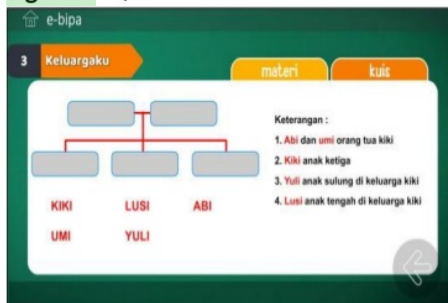 e-bipa
3 Keluargaku
materi kuis
Keterangan :
1. Abi dan umi orang tua kiki
2. Kiki anak ketiga
3. Yuli anak sulung di keluarga kiki
4. Lusi anak tengah di keluarga kiki
KIKI LUSI ABI
UMI YULI